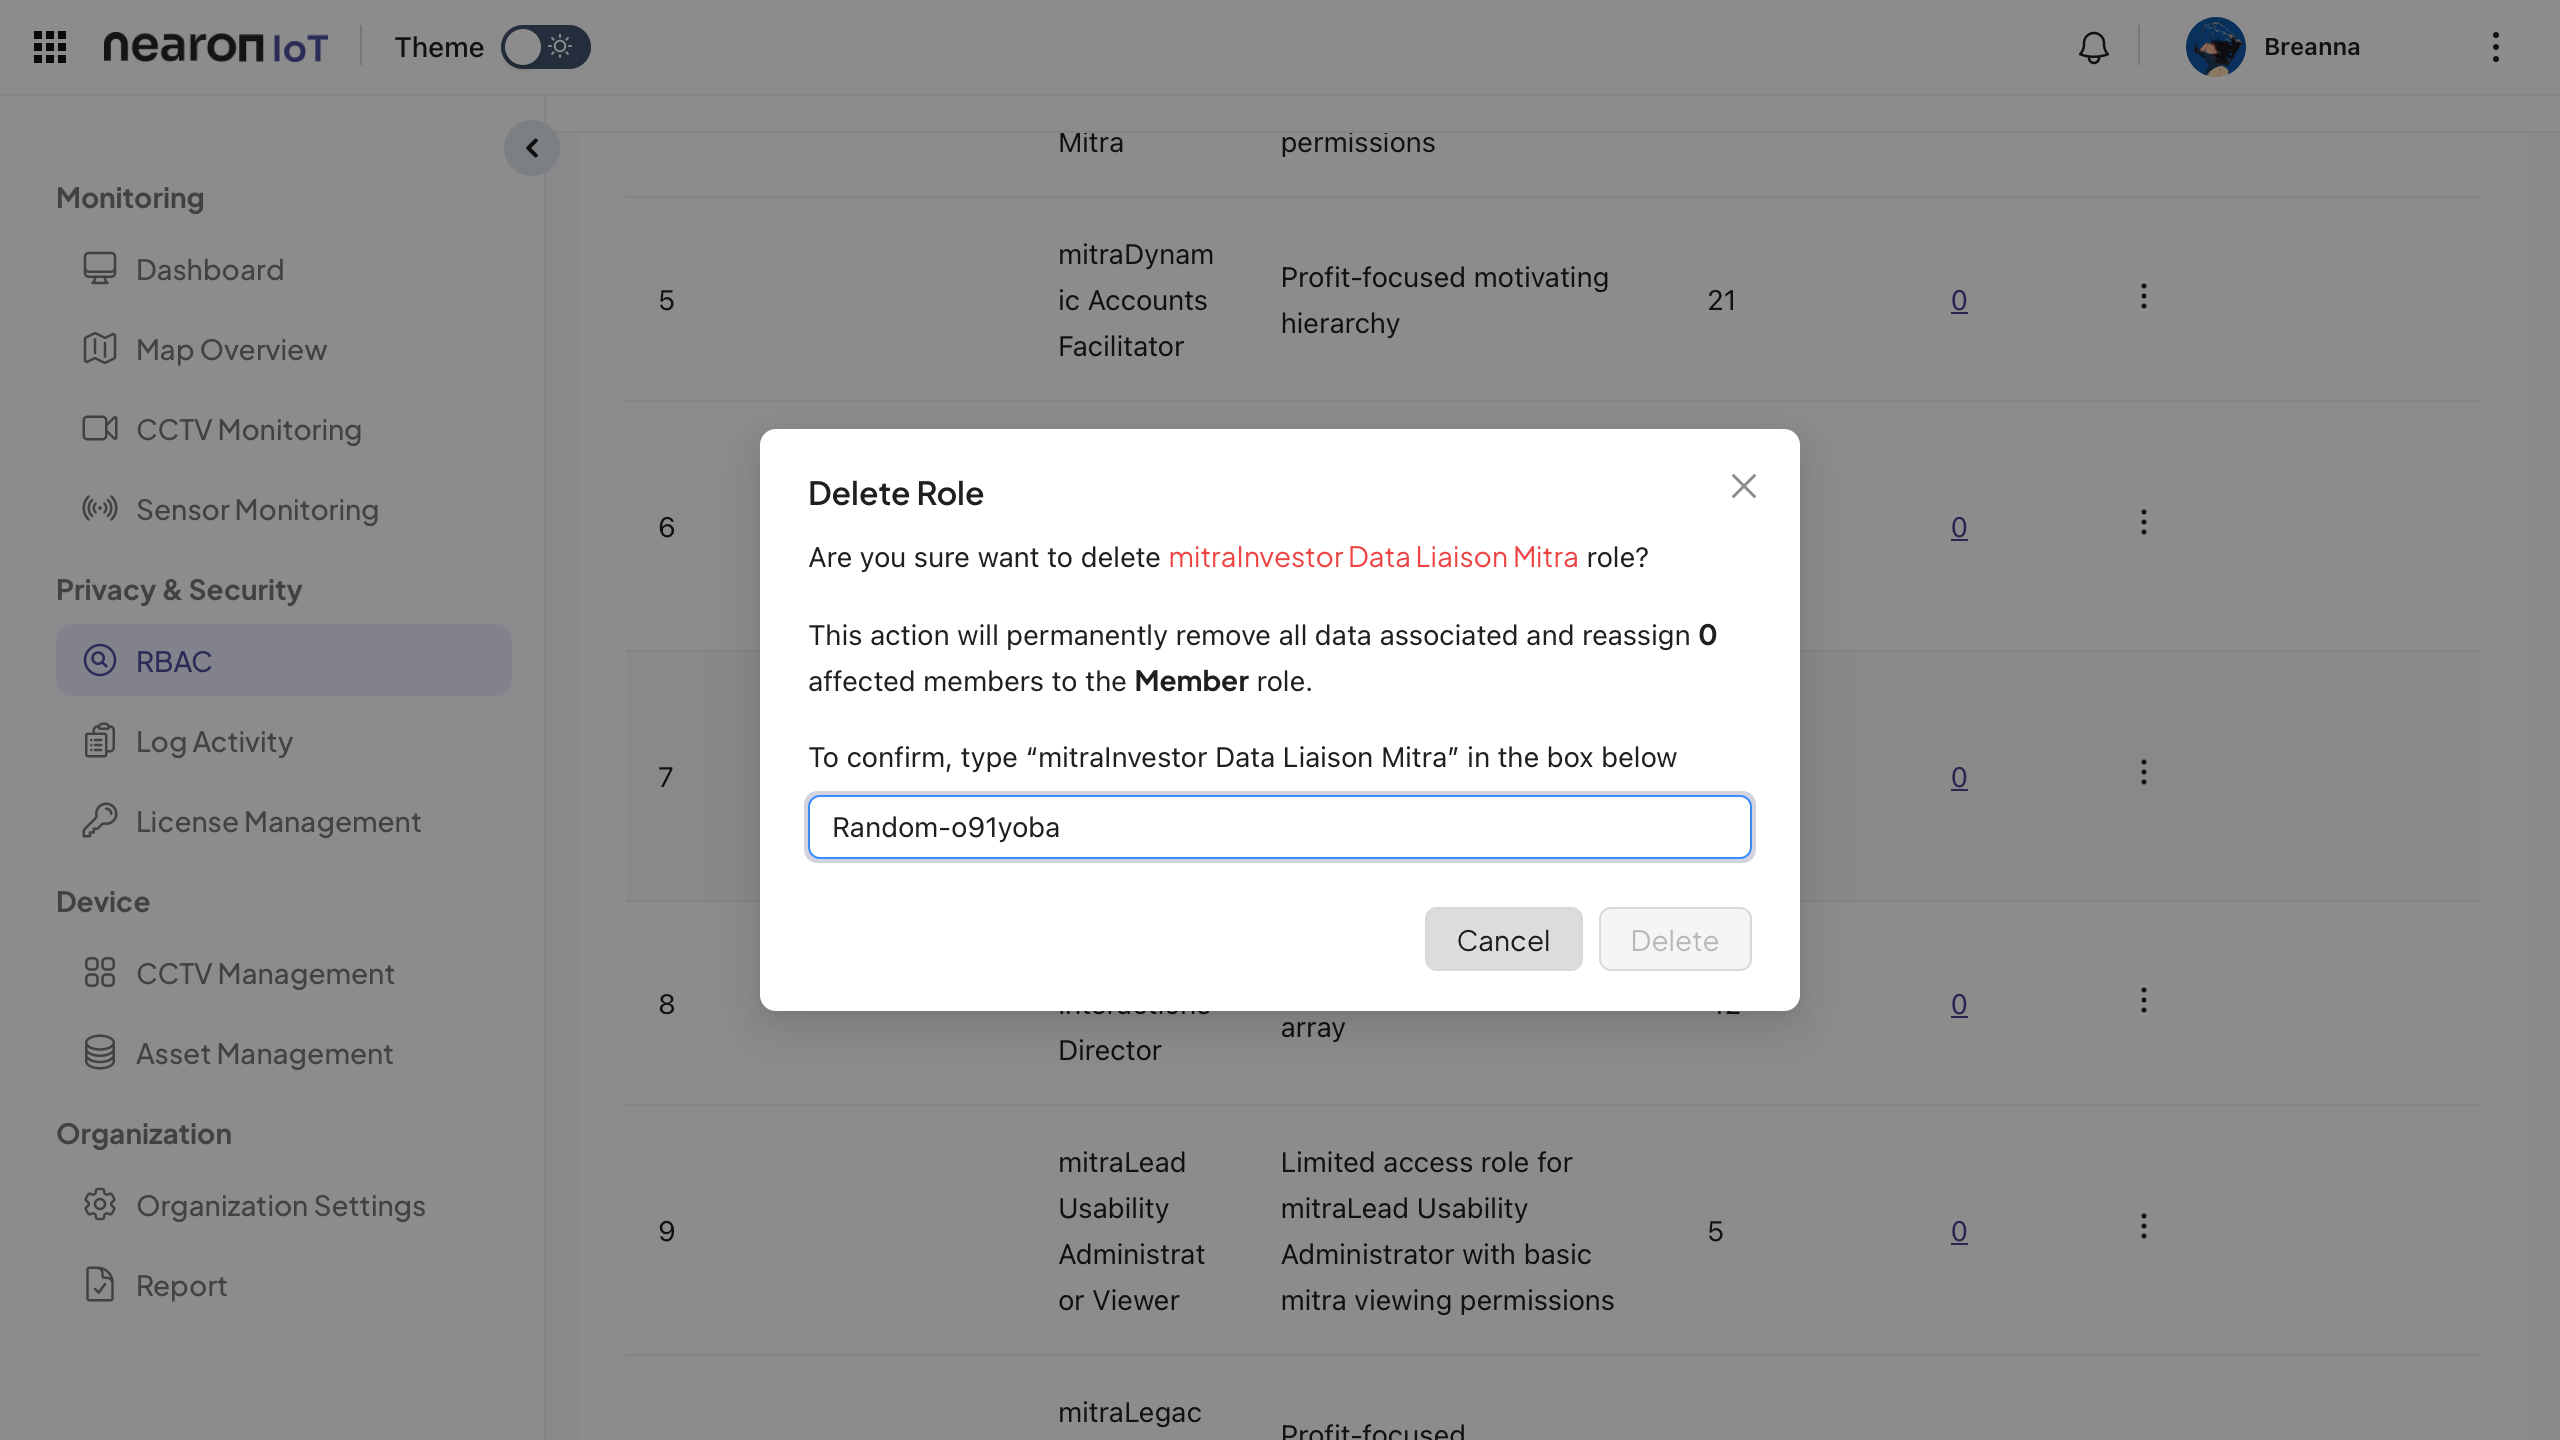 nearon IoT
Theme
Breanna
Monitoring
Dashboard
Map Overview
CCTV Monitoring
Sensor Monitoring
Privacy & Security
RBAC
Log Activity
License Management
Device
CCTV Management
Asset Management
Organization
Organization Settings
Report
Mitra
permissions
5
mitraDynam
ic Accounts
Facilitator
Profit-focused motivating
hierarchy
21
0
6
0
7
0
Delete Role
Are you sure want to delete mitraInvestor Data Liaison Mitra role?
This action will permanently remove all data associated and reassign 0
affected members to the Member role.
To confirm, type “mitraInvestor Data Liaison Mitra” in the box below
Random-o91yoba
Cancel
Delete
8
Director
array
0
9
mitraLead
Usability
Administrat
or Viewer
Limited access role for
mitraLead Usability
Administrator with basic
mitra viewing permissions
5
0
mitraLegac
Profit-focused